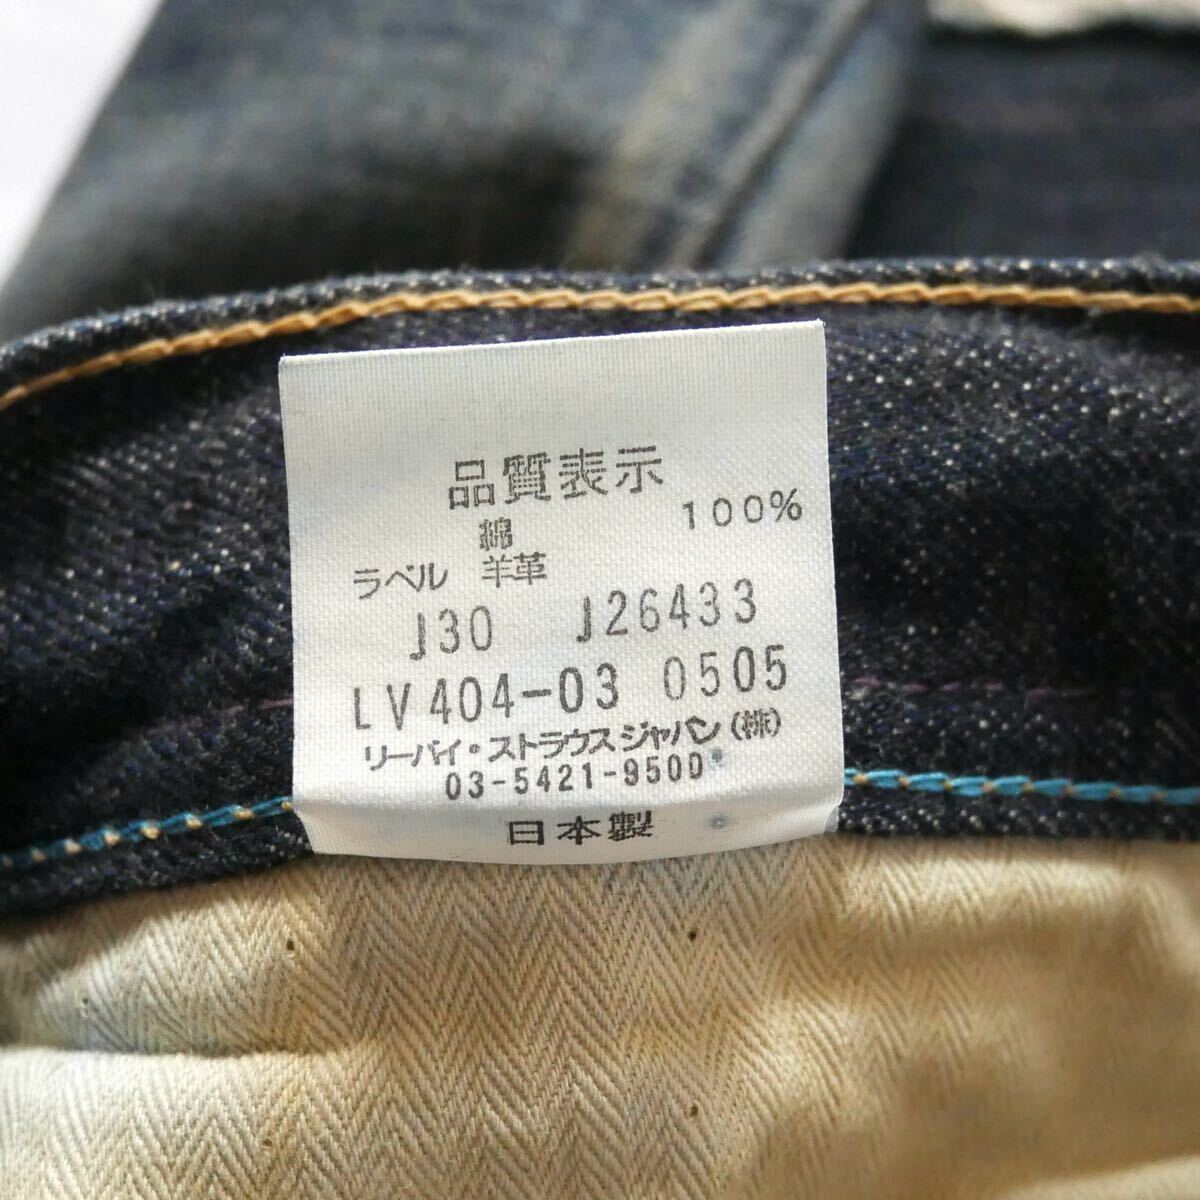 品質表示
綿 100%
ラベル 羊革
J30 J26433
LV404-03 0505
リーバイ・ストラウスジャパン(株)
03-5421-9500
日本製